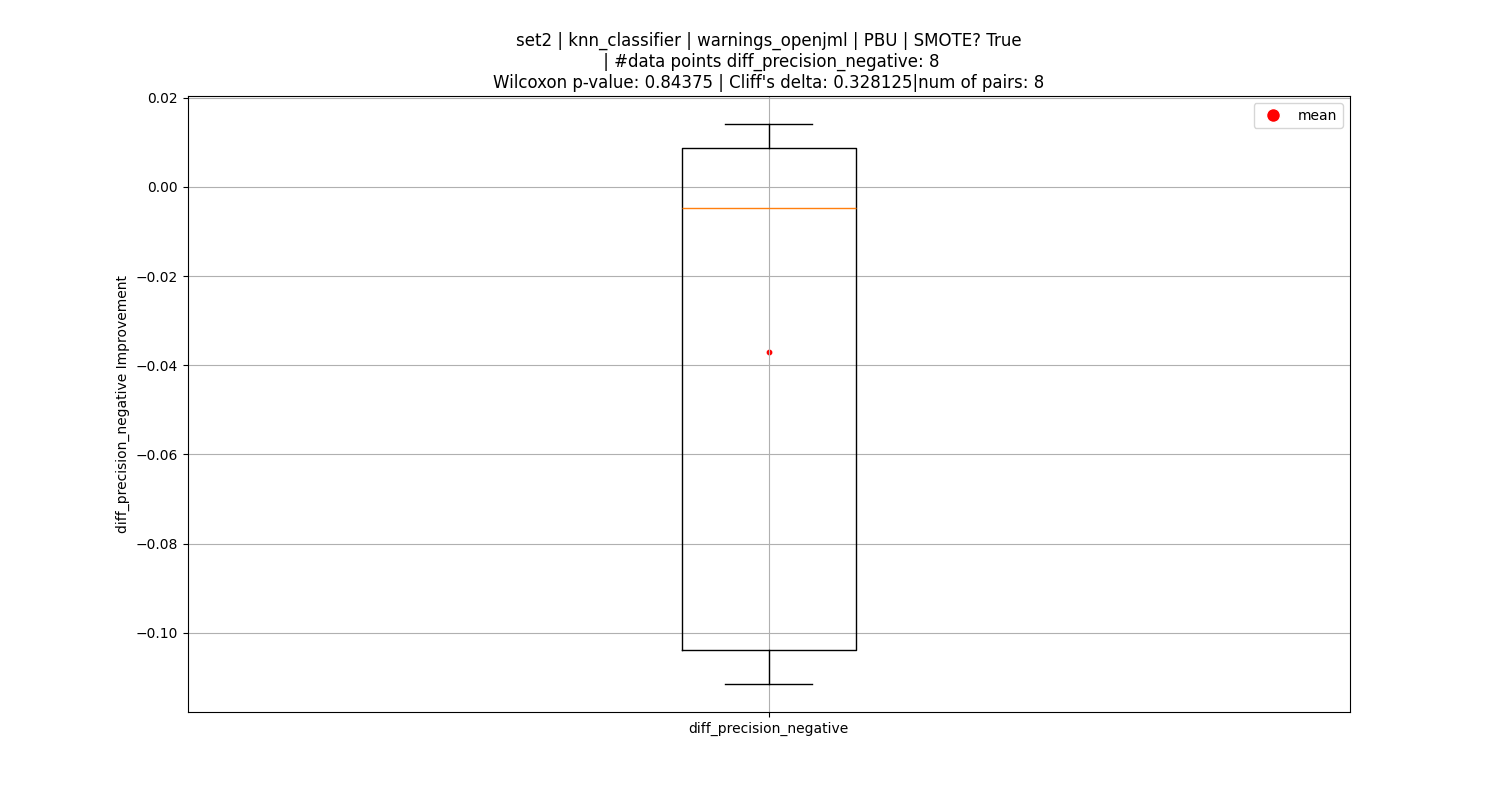 set2 | knn_classifier | warnings_openjml | PBU | SMOTE? True
| #data points diff_precision_negative: 8
Wilcoxon p-value: 0.84375 | Cliff's delta: 0.328125|num of pairs: 8
mean
0.02
0.00
−0.02
−0.04
−0.06
−0.08
−0.10
diff_precision_negative Improvement
diff_precision_negative